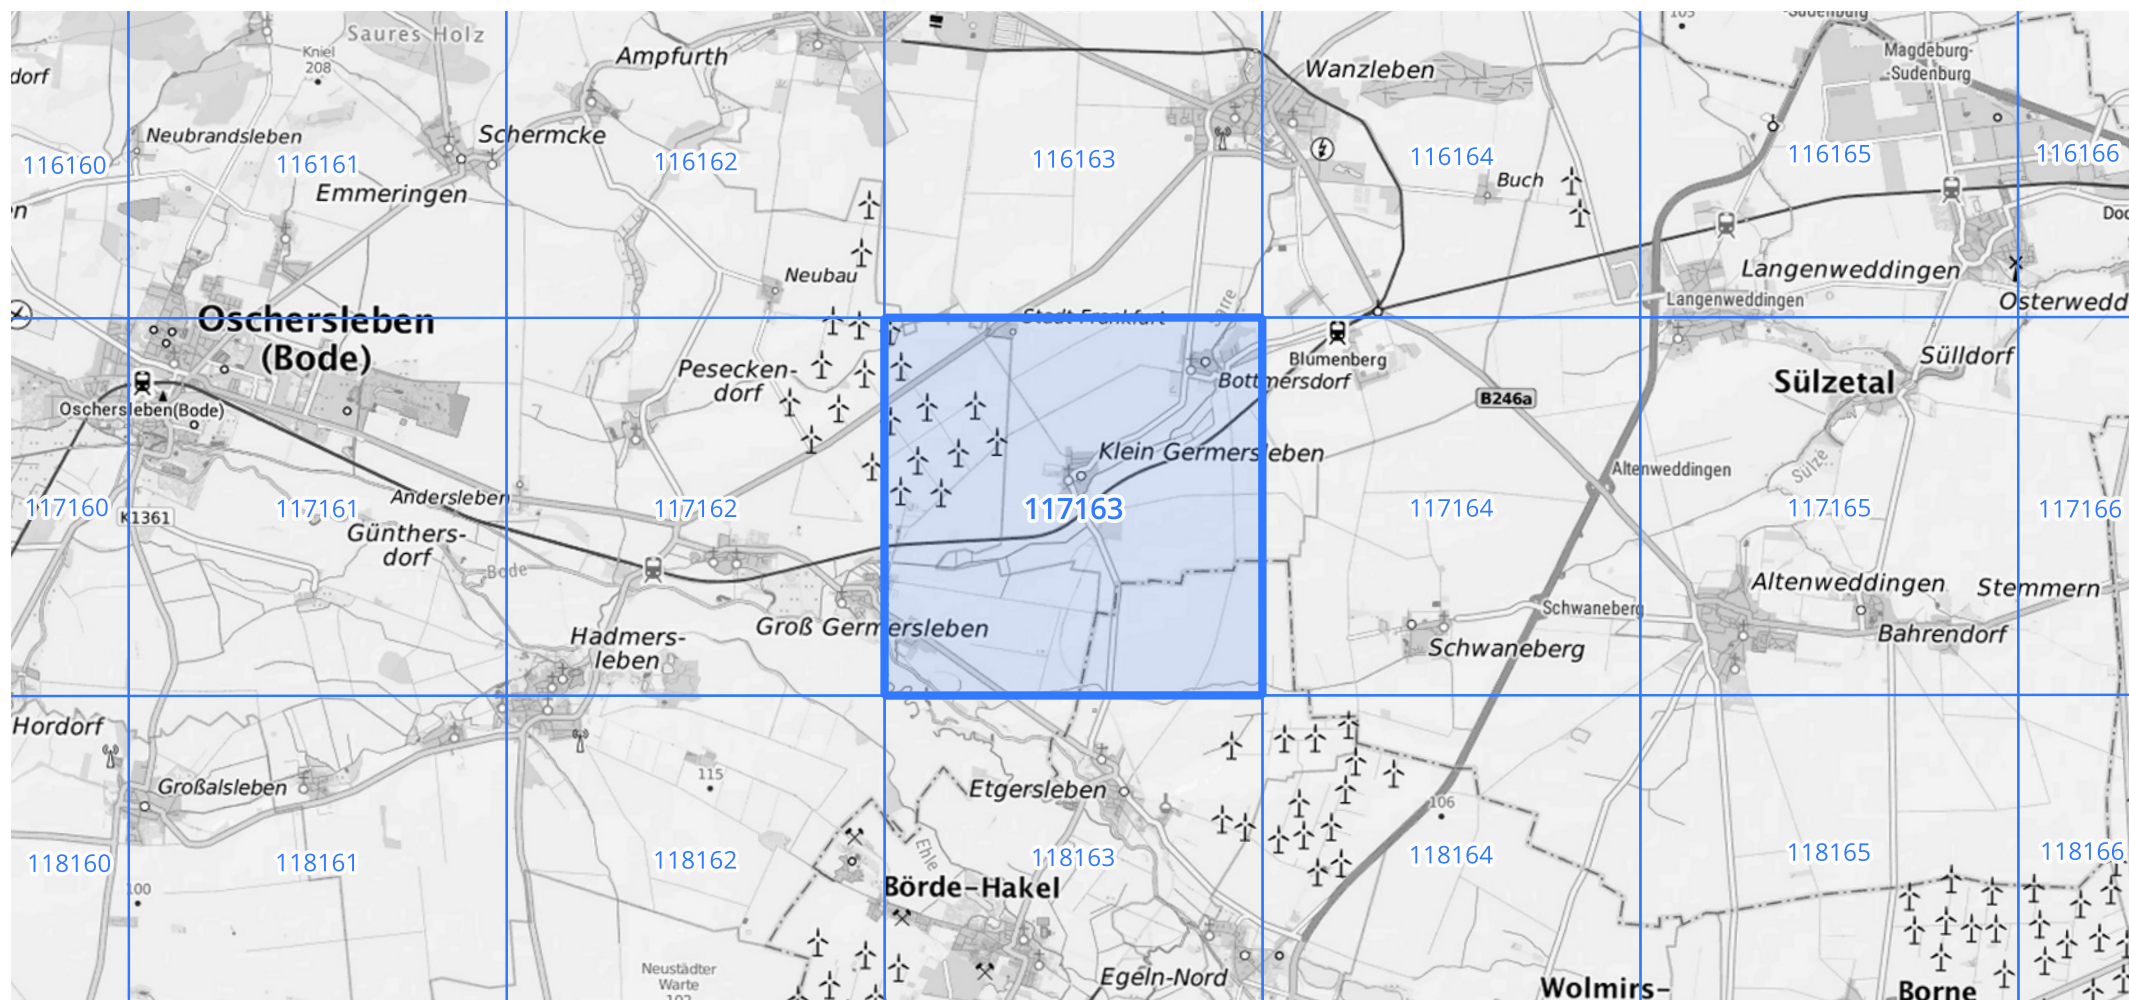 Saures Holz
Kniel
208
dorf
Ampfurth
Wanzleben
103
-Sudenburg
Magdeburg-
-Sudenburg
Neubrandsleben
Schermcke
116160
116161
116162
116163
116164
116165
116166
Emmeringen
Buch
en
Neubau
Langenweddingen
Langenweddingen
Osterwedd
Oschersleben
(Bode)
Stadt Frankfurt
Blumenberg
Sülldorf
Pesecken-
dorf
Bottmersdorf
Sülzetal
B246a
Oschersleben(Bode)
Klein Germersleben
Altenweddingen
Sülze
Andersleben
117160
117161
117162
117163
117164
117165
117166
K1361
Günthers-
dorf
Bode
Altenweddingen
Stemmern
Schwaneberg
Groß Germersleben
Hadmers-
leben
Schwaneberg
Bahrendorf
Hordorf
115
Großalsleben
Etgersleben
106
118160
118161
118162
118163
118164
118165
118166
Ehle
100
Börde-Hakel
Neustädter
Warte
102
Egeln-Nord
Wolmirs-
Borne